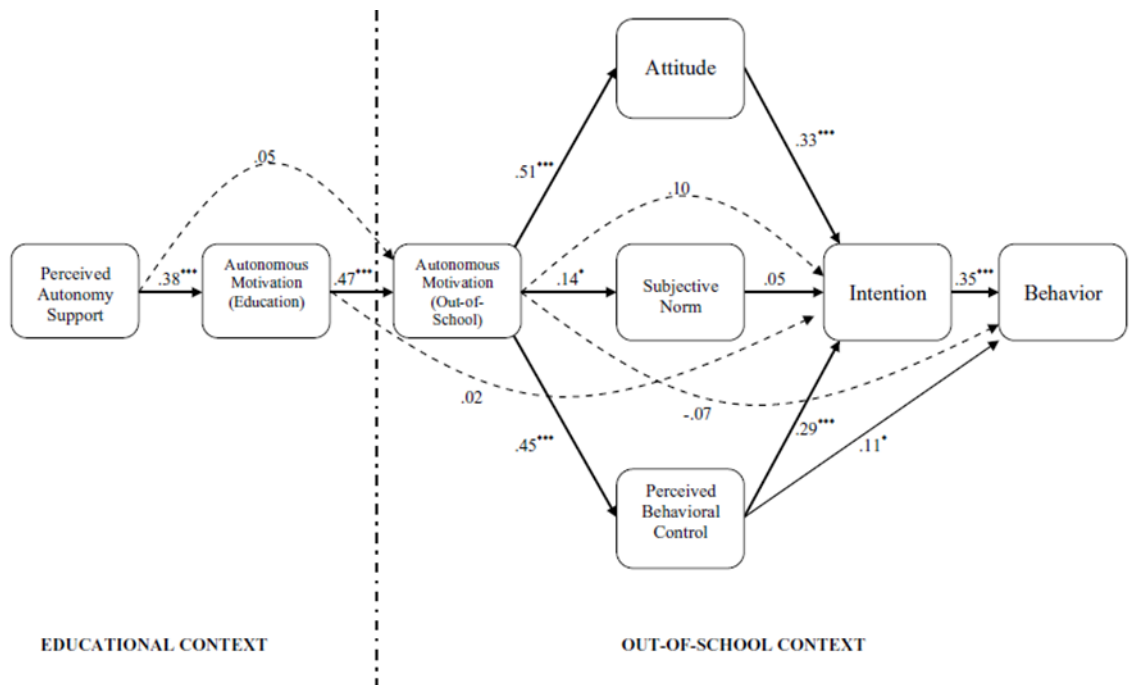 Attitude
.33***
.51***
.05
.10
Perceived
Autonomy
Support
.38***
Autonomous
Motivation
(Education)
.47***
Autonomous
Motivation
(Out-of-
School)
.14*
Subjective
Norm
.05
Intention
.35***
Behavior
.02
-.07
.45***
.29***
.11*
Perceived
Behavioral
Control
EDUCATIONAL CONTEXT
OUT-OF-SCHOOL CONTEXT